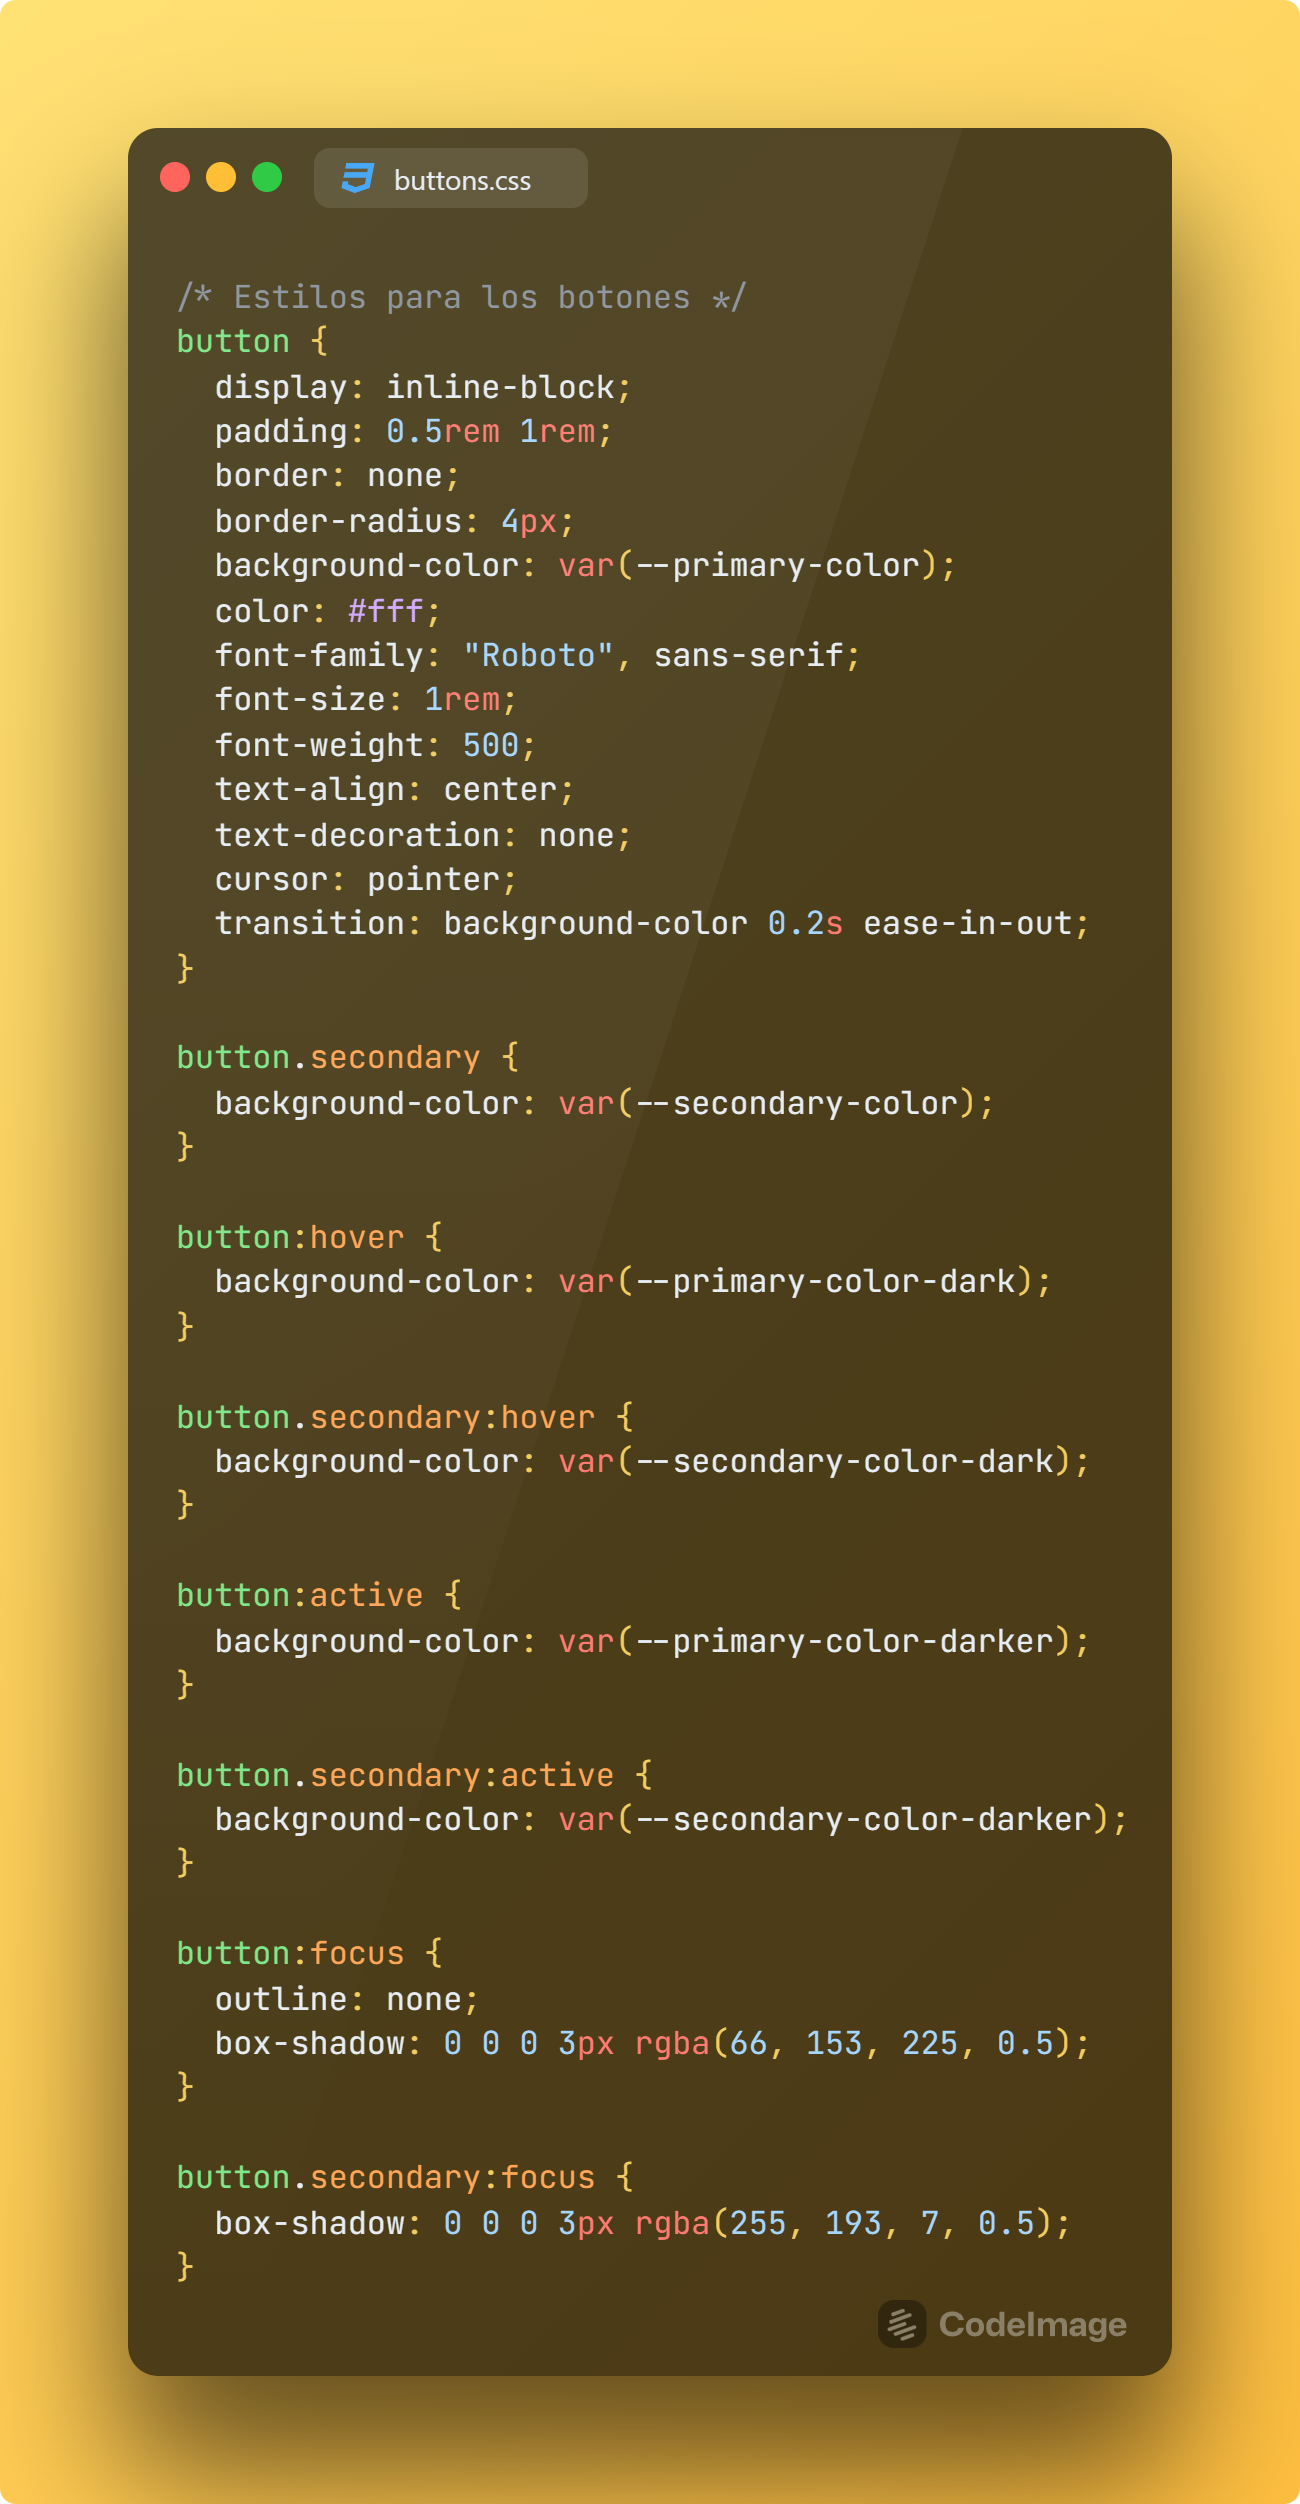 buttons.css
/* Estilos para los botones */
button {
  display: inline-block;
  padding: 0.5rem 1rem;
  border: none;
  border-radius: 4px;
  background-color: var(--primary-color);
  color: #fff;
  font-family: "Roboto", sans-serif;
  font-size: 1rem;
  font-weight: 500;
  text-align: center;
  text-decoration: none;
  cursor: pointer;
  transition: background-color 0.2s ease-in-out;
}

button.secondary {
  background-color: var(--secondary-color);
}

button:hover {
  background-color: var(--primary-color-dark);
}

button.secondary:hover {
  background-color: var(--secondary-color-dark);
}

button:active {
  background-color: var(--primary-color-darker);
}

button.secondary:active {
  background-color: var(--secondary-color-darker);
}

button:focus {
  outline: none;
  box-shadow: 0 0 0 3px rgba(66, 153, 225, 0.5);
}

button.secondary:focus {
  box-shadow: 0 0 0 3px rgba(255, 193, 7, 0.5);
}
CodeImage